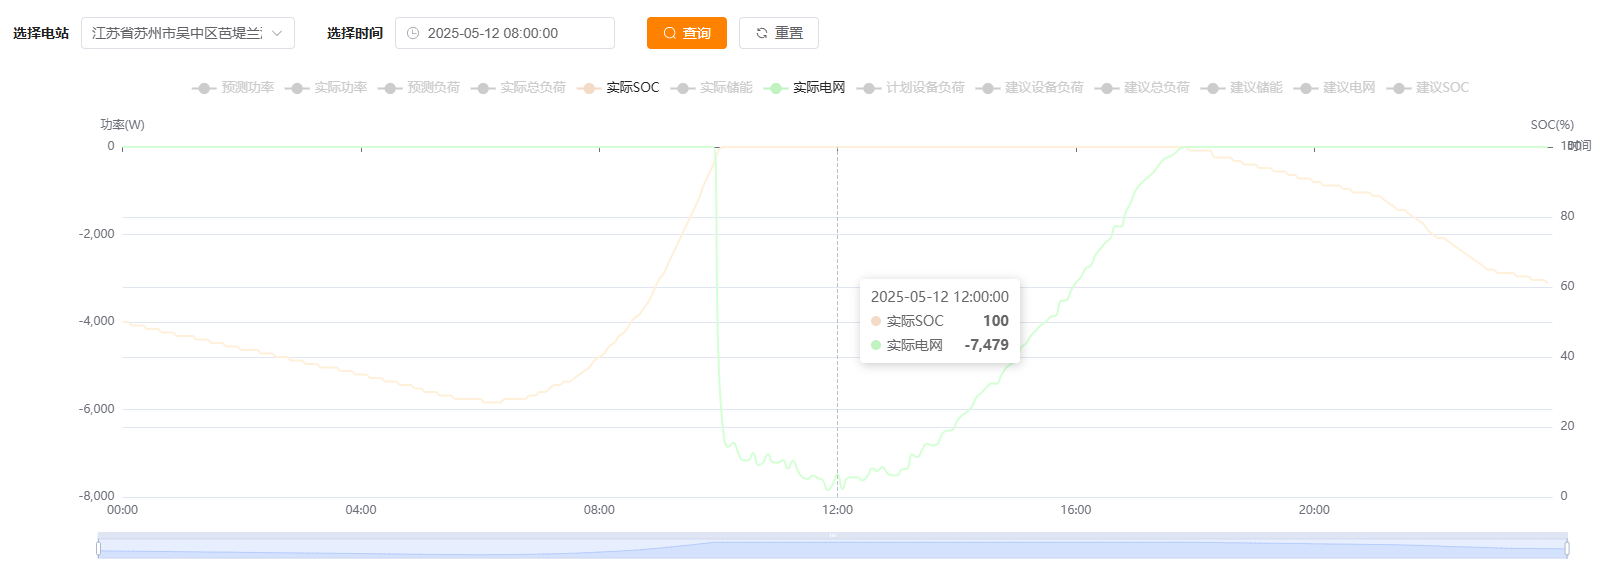 选择电站 江苏省苏州市吴中区芭堤兰湾 选择时间 2025-05-12 08:00:00 查询 重置
预测功率 实际功率 预测负荷 实际总负荷 实际SOC 实际储能 实际电网 计划设备负荷 建议设备负荷 建议总负荷 建议储能 建议电网 建议SOC
功率(W) SOC(%)
0 100 时间
80
-2,000
60
2025-05-12 12:00:00
-4,000 实际SOC 100
实际电网 -7,479
40
-6,000
20
-8,000 0
00:00 04:00 08:00 12:00 16:00 20:00